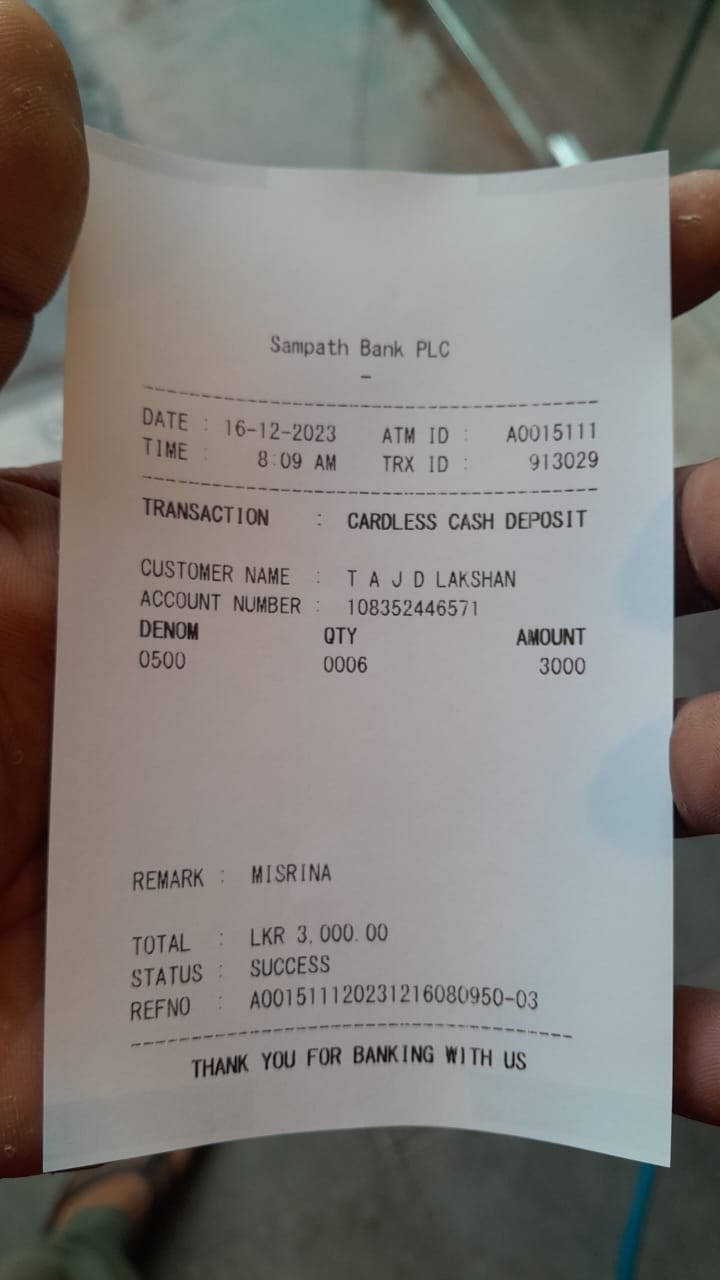 Sampath Bank PLC
-
DATE : 16-12-2023 ATM ID : A0015111
TIME : 8:09 AM TRX ID : 913029
TRANSACTION : CARDLESS CASH DEPOSIT
CUSTOMER NAME : T A J D LAKSHAN
ACCOUNT NUMBER : 108352446571
DENOM QTY AMOUNT
0500 0006 3000
REMARK : MISRINA
TOTAL : LKR 3,000.00
STATUS : SUCCESS
REFNO : A001511120231216080950-03
THANK YOU FOR BANKING WITH US